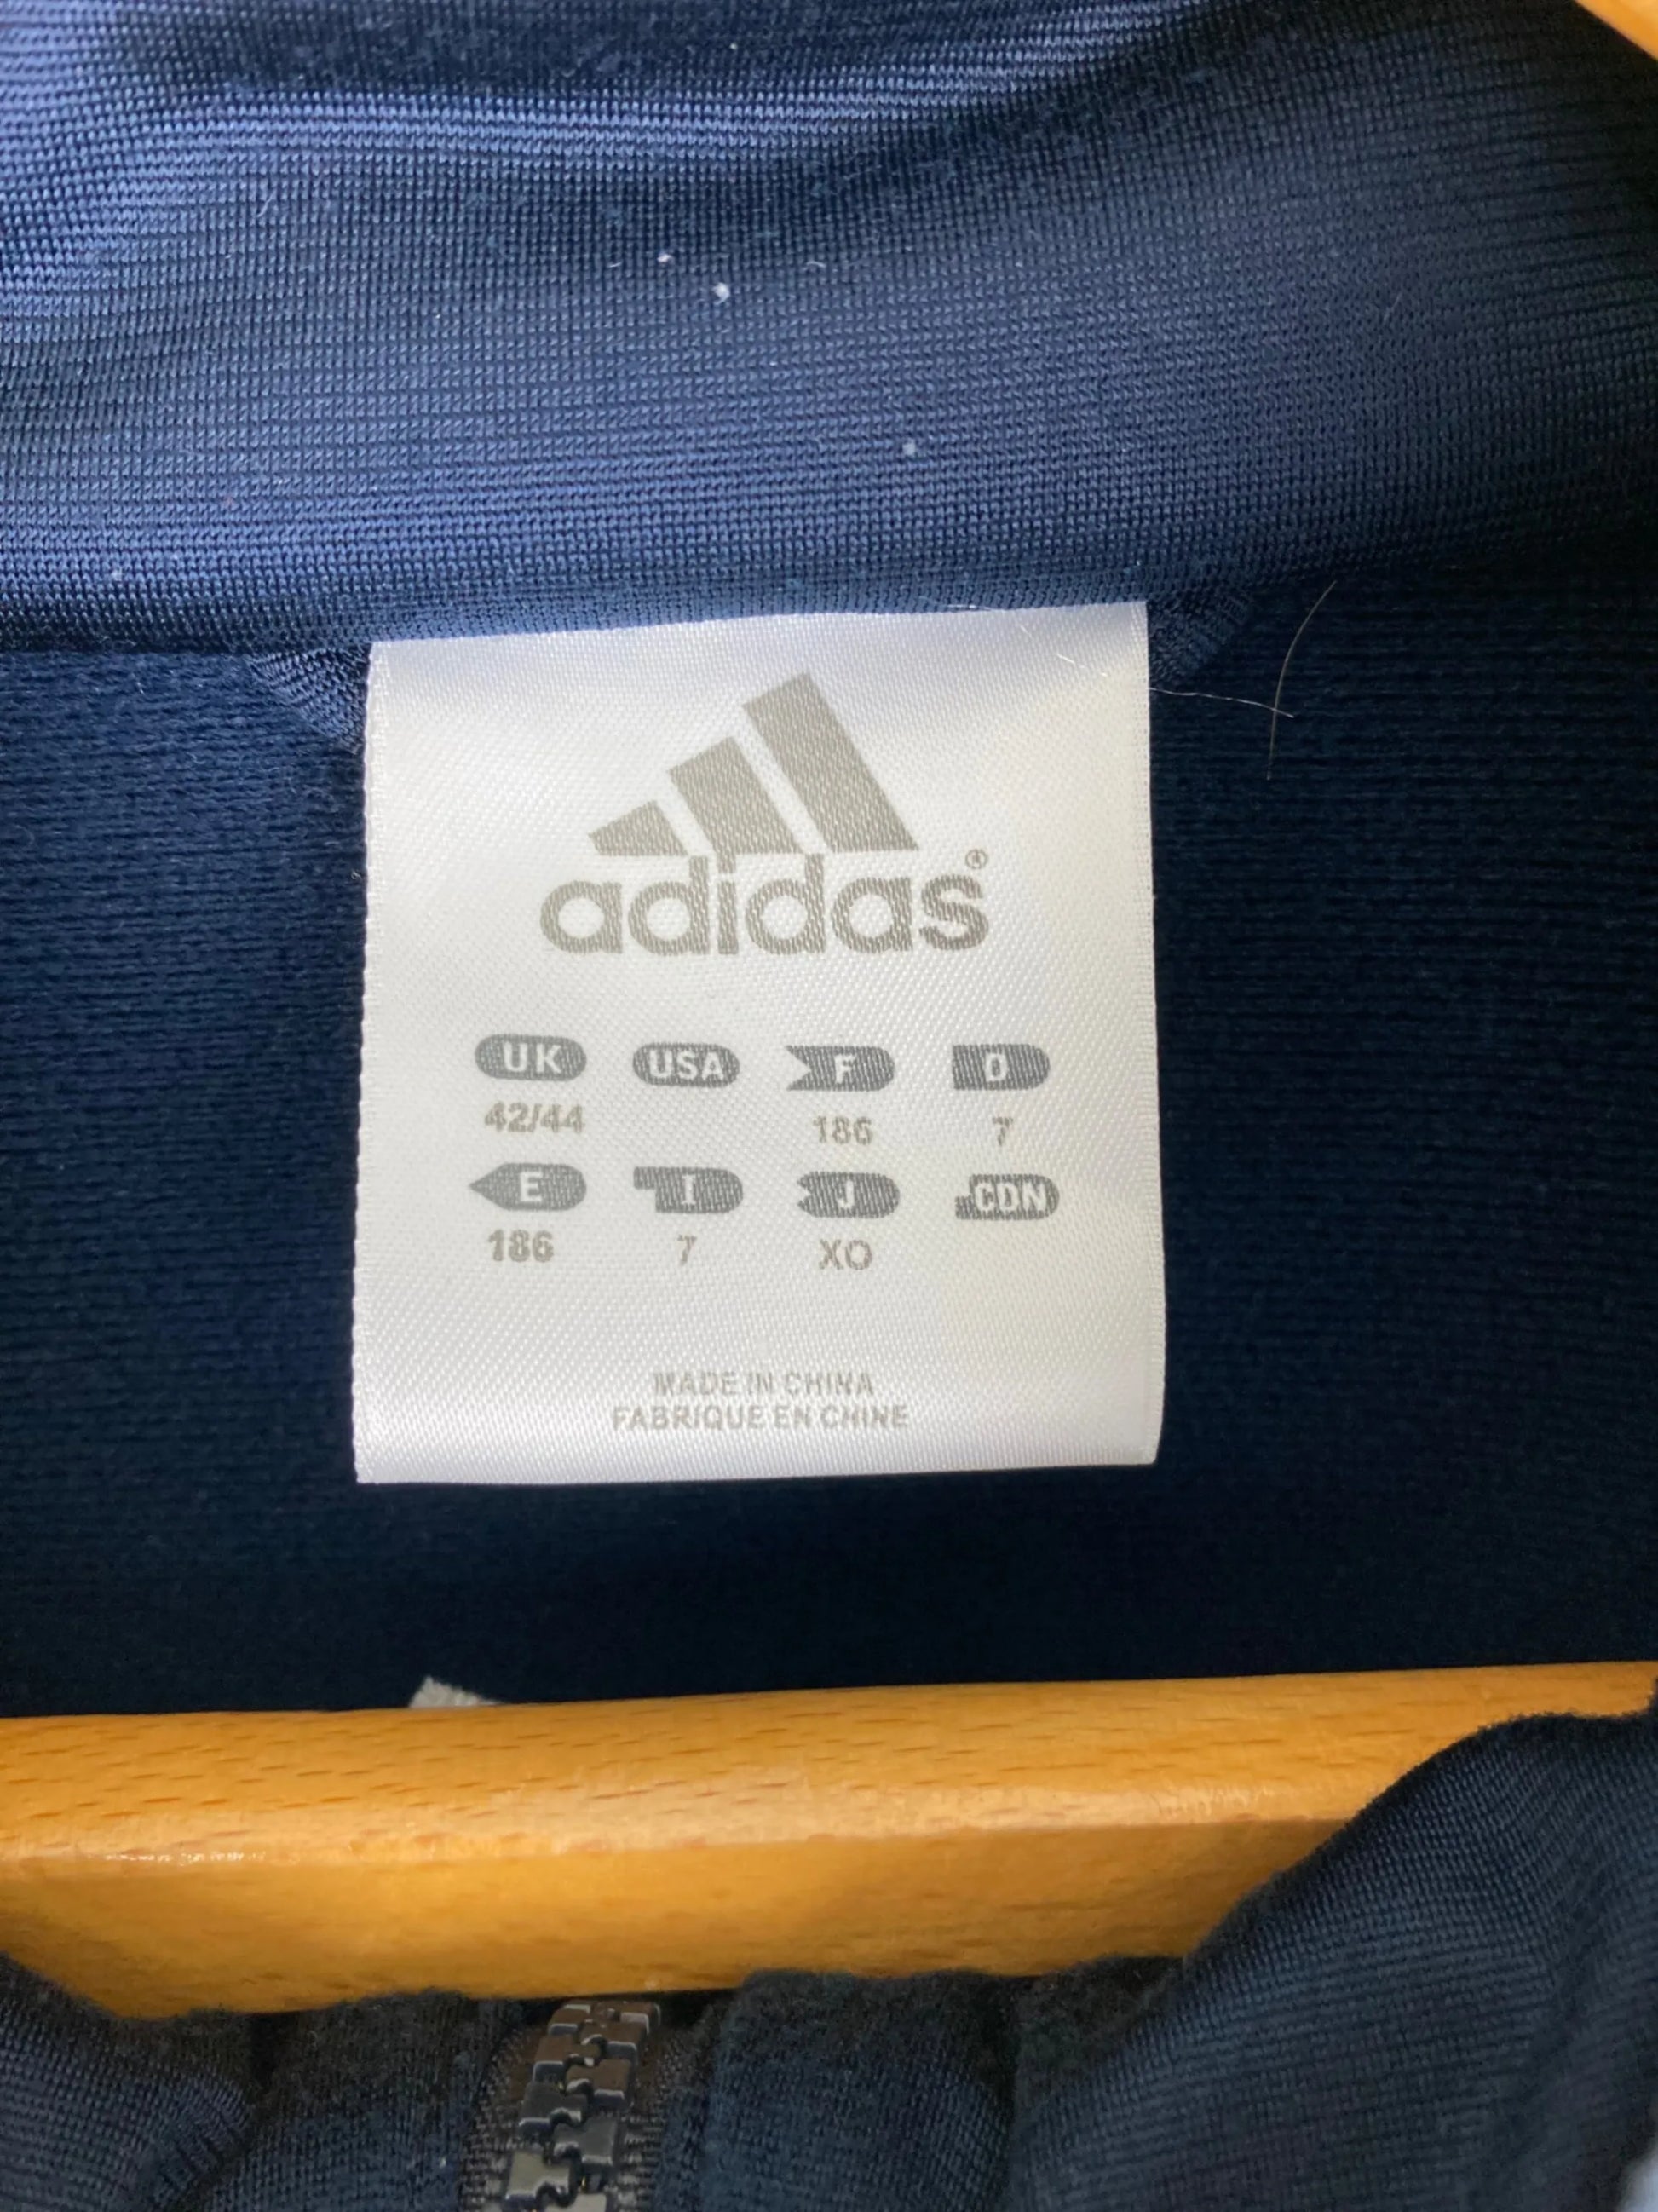 adidas®
UK USA F D
42/44 186 7
E I J CDN
186 7 XO
MADE IN CHINA
FABRIQUE EN CHINE